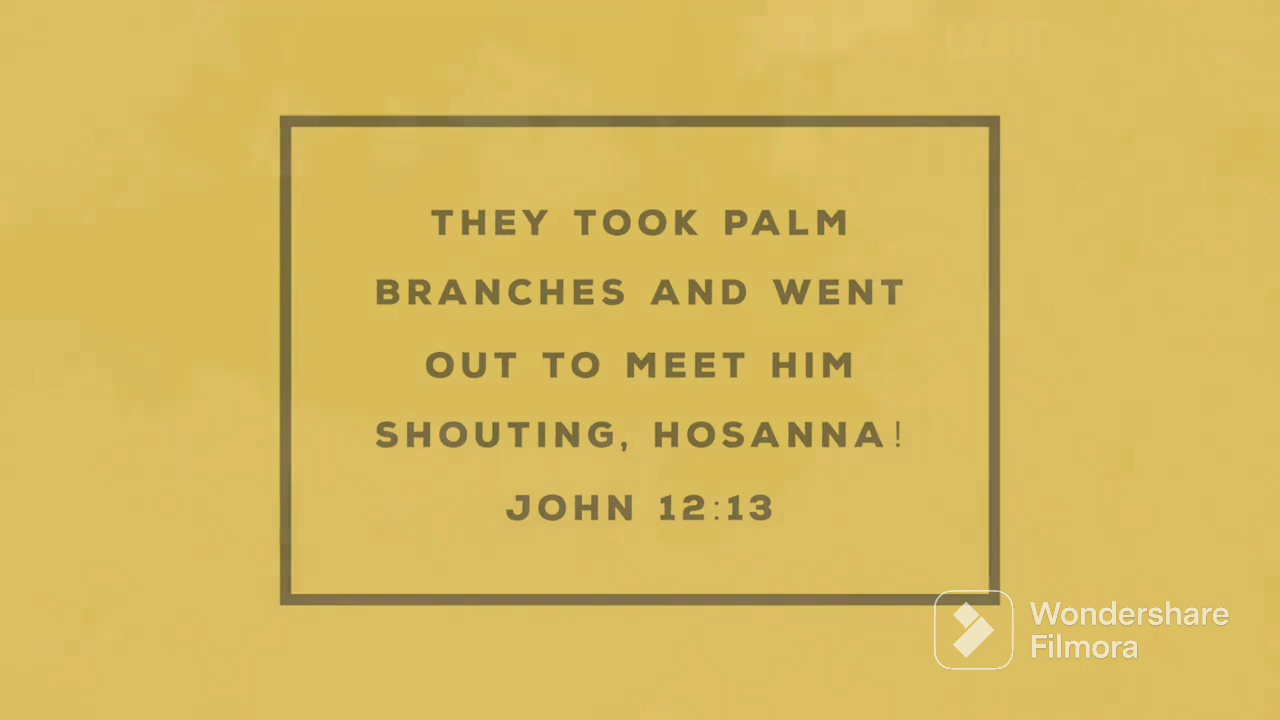 THEY TOOK PALM
BRANCHES AND WENT
OUT TO MEET HIM
SHOUTING, HOSANNA!
JOHN 12:13
Wondershare
Filmora